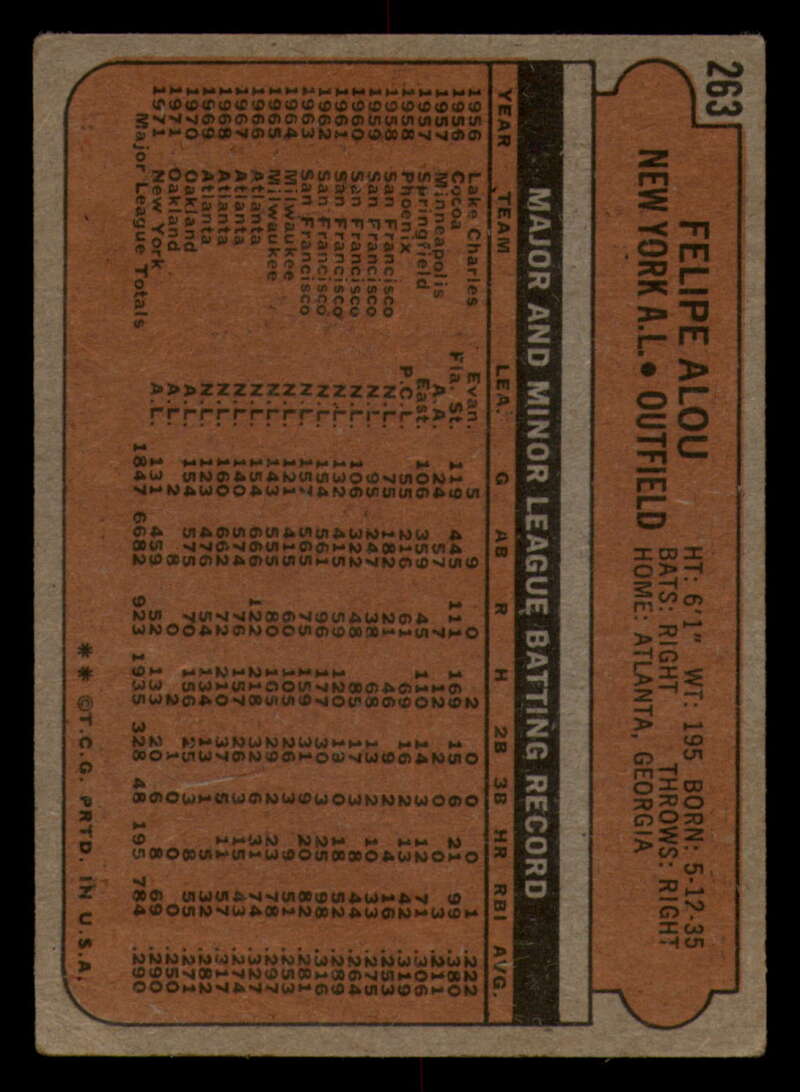 263
FELIPE ALOU
NEW YORK A.L. • OUTFIELD
HT: 6'1" WT: 195 BORN: 5-12-35
BATS: RIGHT THROWS: RIGHT
HOME: ATLANTA, GEORGIA
MAJOR AND MINOR LEAGUE BATTING RECORD
YEAR TEAM LEA. G AB R H 2B 3B HR RBI AVG.
1956 Lake Charles Evan. 5 9 0 2 0 0 0 1 .222
1956 Cocoa Fla. St. 119 445 111 169 15 6 21 99 .380
1957 Minneapolis A.A. 24 57 7 12 2 0 0 3 .211
1957 Springfield East. 106 359 45 110 14 3 12 71 .306
1958 Phoenix P.C.L. 55 216 61 69 16 2 13 42 .319
1958 San Francisco N.L. 75 182 21 46 9 2 4 16 .253
1959 San Francisco N.L. 95 247 38 68 13 2 10 33 .275
1960 San Francisco N.L. 106 322 48 85 17 3 8 44 .264
1961 San Francisco N.L. 132 415 59 120 19 0 18 52 .289
1962 San Francisco N.L. 154 561 96 177 30 3 25 98 .316
1963 San Francisco N.L. 157 565 75 159 31 9 20 82 .281
1964 Milwaukee N.L. 121 415 60 105 26 3 9 51 .253
1965 Milwaukee N.L. 143 555 80 165 29 2 23 78 .297
1966 Atlanta N.L. 154 666 122 218 32 6 31 74 .327
1967 Atlanta N.L. 140 574 76 157 26 3 15 43 .274
1968 Atlanta N.L. 160 662 72 210 37 5 11 57 .317
1969 Atlanta N.L. 123 476 54 134 13 1 5 32 .282
1970 Oakland A.L. 154 575 70 156 25 3 8 55 .271
1971 Oakland A.L. 2 8 0 2 1 0 0 0 .250
1971 New York A.L. 131 459 52 133 20 6 8 69 .290
Major League Totals 1847 6682 923 1935 328 48 195 784 .290
** ©T.C.G. PRTD. IN U.S.A.